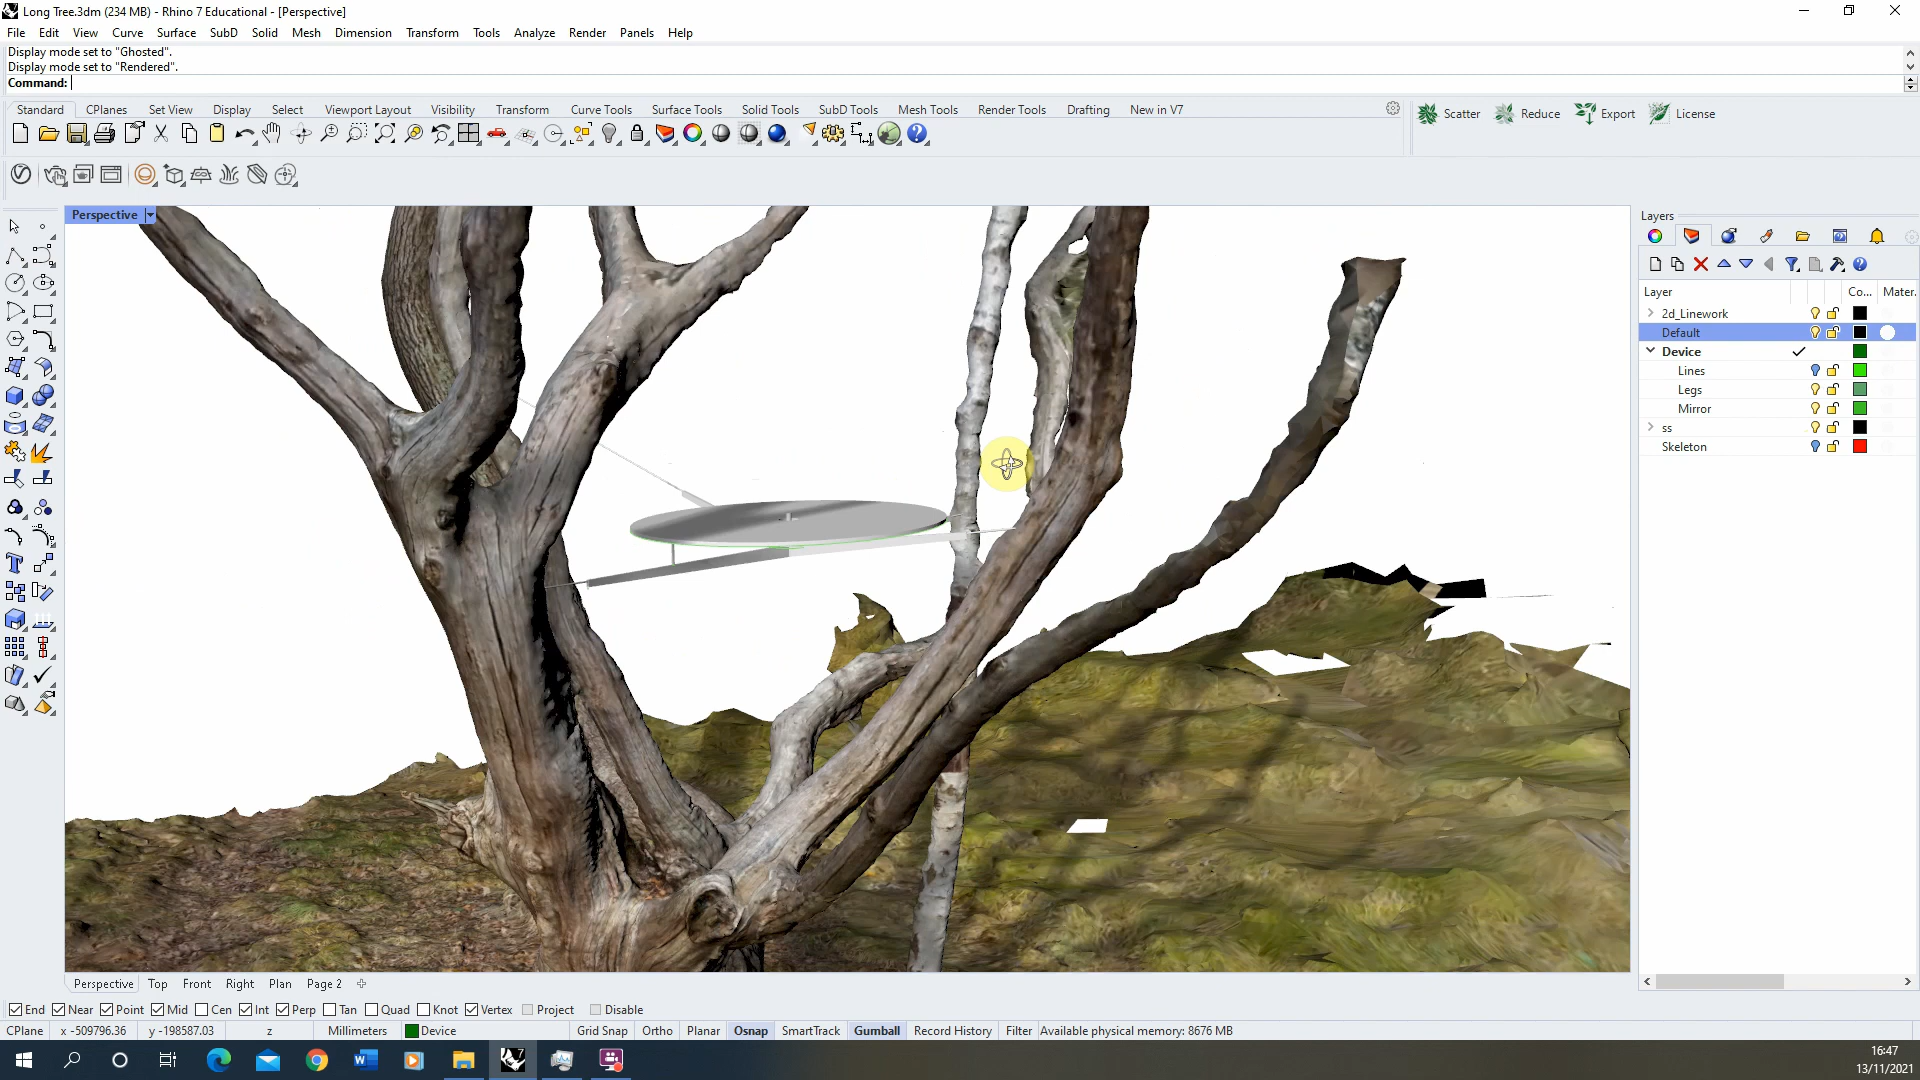 Long Tree.3dm (234 MB) - Rhino 7 Educational - [Perspective]
File Edit View Curve Surface SubD Solid Mesh Dimension Transform Tools Analyze Render Panels Help
Display mode set to "Ghosted".
Display mode set to "Rendered".
Command:
Standard CPlanes Set View Display Select Viewport Layout Visibility Transform Curve Tools Surface Tools Solid Tools SubD Tools Mesh Tools Render Tools Drafting New in V7
Scatter Reduce Export License
Perspective
Layers
Layer Co... Mater.
2d_Linework
Default
Device
Lines
Legs
Mirror
ss
Skeleton
Perspective Top Front Right Plan Page 2
End Near Point Mid Cen Int Perp Tan Quad Knot Vertex Project Disable
CPlane x -509796.36 y -198587.03 z Millimeters Device Grid Snap Ortho Planar Osnap SmartTrack Gumball Record History Filter Available physical memory: 8676 MB
16:47
13/11/2021